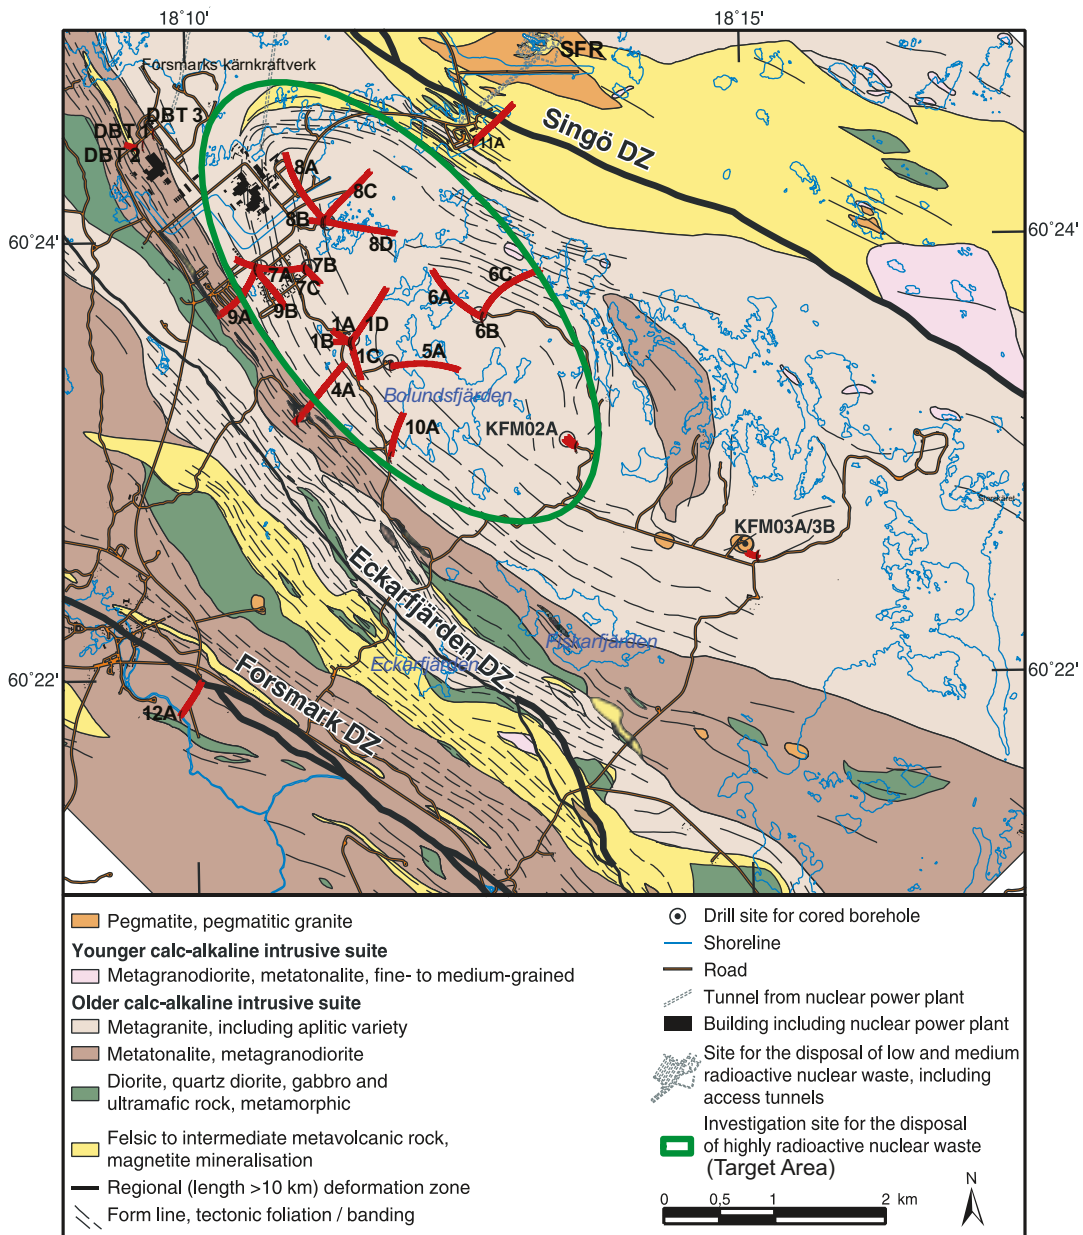 18°10'
18°15'
SFR
Forsmarks kärnkraftverk
DBT 3
DBT 1
DBT 2
Singö DZ
11A
8A
8C
8B
8D
60°24'
60°24'
7B
7A
7C
6C
6A
6B
9A
9B
1A
1D
1B
1C
5A
4A
Bolundsfjärden
10A
KFM02A
Storskäret
KFM03A/3B
Eckarfjärden DZ
Fiskarfjärden
Eckarfjärden
60°22'
60°22'
Forsmark DZ
12A
Pegmatite, pegmatitic granite
Younger calc-alkaline intrusive suite
Metagranodiorite, metatonalite, fine- to medium-grained
Older calc-alkaline intrusive suite
Metagranite, including aplitic variety
Metatonalite, metagranodiorite
Diorite, quartz diorite, gabbro and
ultramafic rock, metamorphic
Felsic to intermediate metavolcanic rock,
magnetite mineralisation
Regional (length >10 km) deformation zone
Form line, tectonic foliation / banding
Drill site for cored borehole
Shoreline
Road
Tunnel from nuclear power plant
Building including nuclear power plant
Site for the disposal of low and medium
radioactive nuclear waste, including
access tunnels
Investigation site for the disposal
of highly radioactive nuclear waste
(Target Area)
N
0 0,5 1 2 km